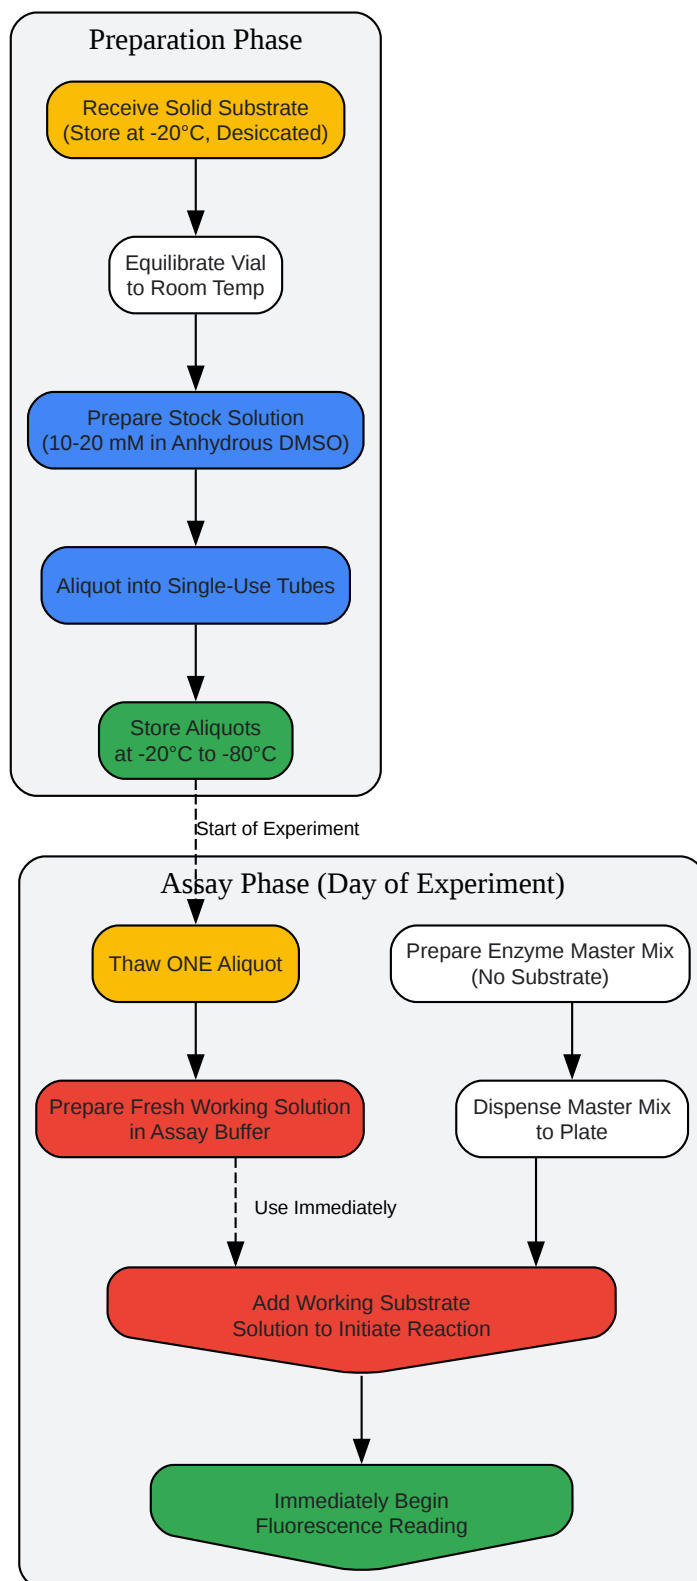 Preparation Phase
Receive Solid Substrate
(Store at -20°C, Desiccated)
Equilibrate Vial
to Room Temp
Prepare Stock Solution
(10-20 mM in Anhydrous DMSO)
Aliquot into Single-Use Tubes
Store Aliquots
at -20°C to -80°C
Start of Experiment
Assay Phase (Day of Experiment)
Thaw ONE Aliquot
Prepare Enzyme Master Mix
(No Substrate)
Prepare Fresh Working Solution
in Assay Buffer
Dispense Master Mix
to Plate
Use Immediately
Add Working Substrate
Solution to Initiate Reaction
Immediately Begin
Fluorescence Reading